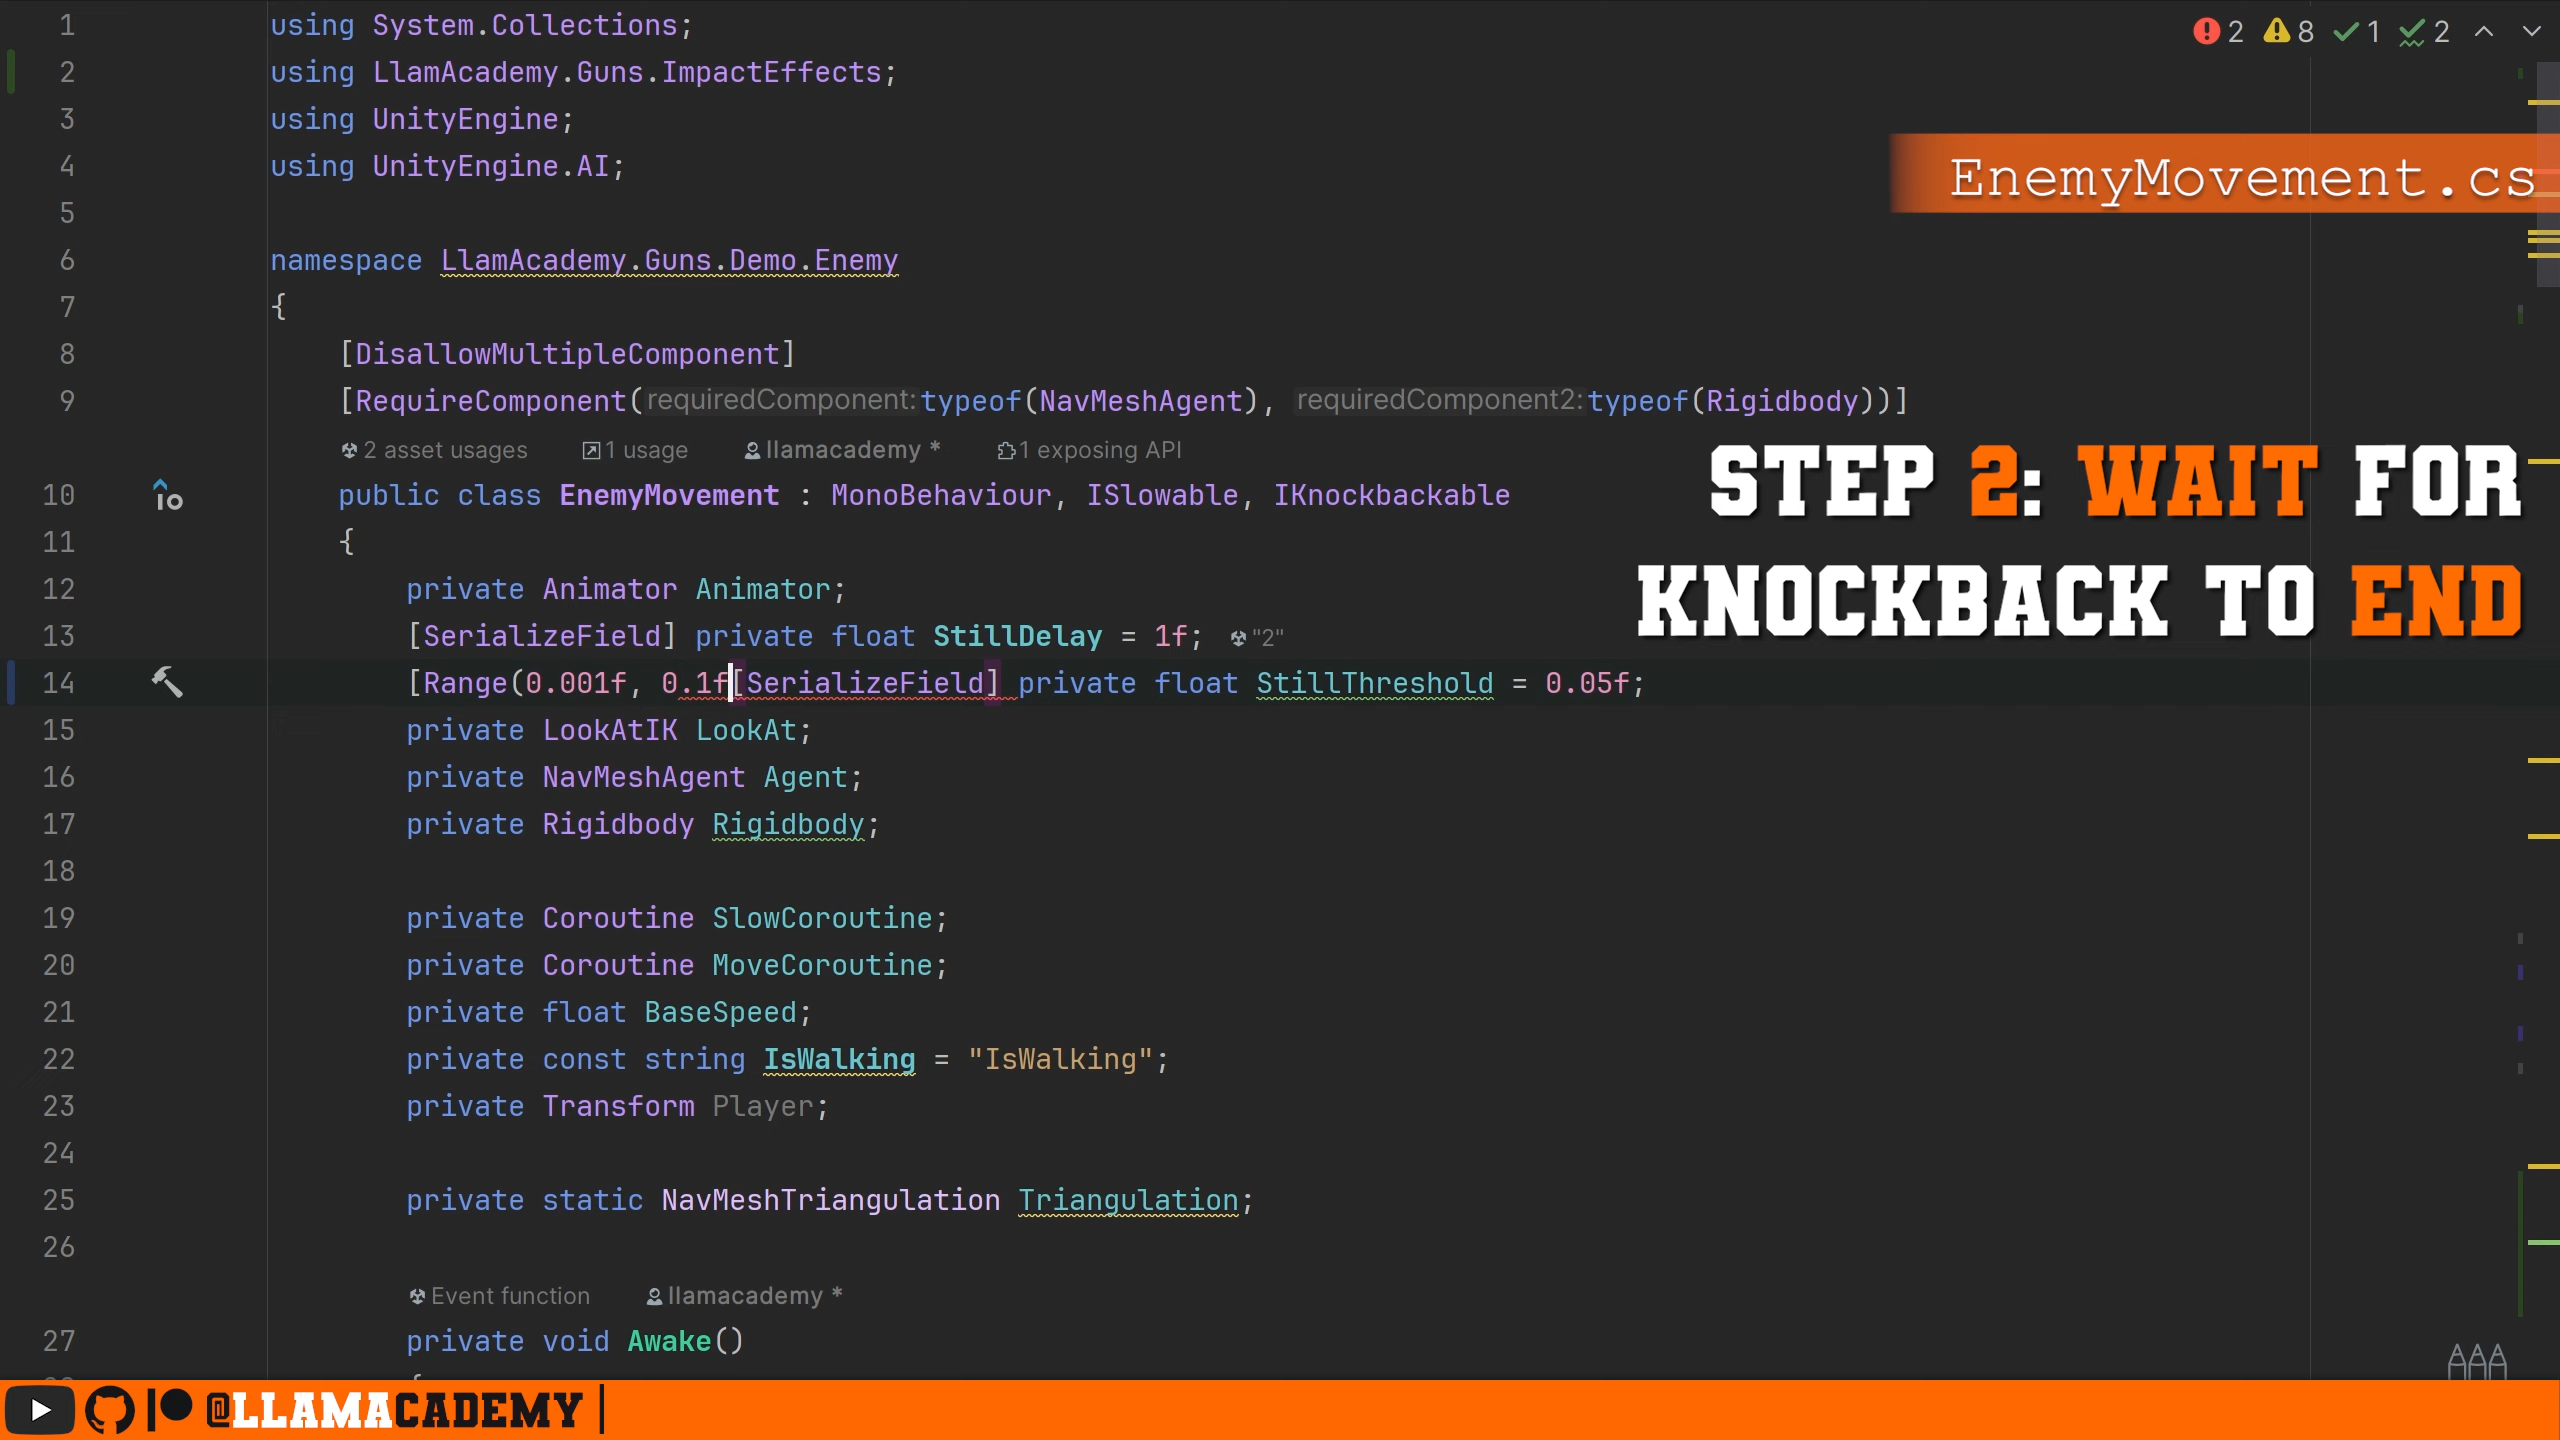 1 using System.Collections;
2 using LlamAcademy.Guns.ImpactEffects;
3 using UnityEngine;
4 using UnityEngine.AI;
5
6 namespace LlamAcademy.Guns.Demo.Enemy
7 {
8 [DisallowMultipleComponent]
9 [RequireComponent(requiredComponent:typeof(NavMeshAgent), requiredComponent2:typeof(Rigidbody))]
2 asset usages 1 usage llamacademy * 1 exposing API
10 public class EnemyMovement : MonoBehaviour, ISlowable, IKnockbackable
11 {
12 private Animator Animator;
13 [SerializeField] private float StillDelay = 1f; "2"
14 [Range(0.001f, 0.1f[SerializeField] private float StillThreshold = 0.05f;
15 private LookAtIK LookAt;
16 private NavMeshAgent Agent;
17 private Rigidbody Rigidbody;
18
19 private Coroutine SlowCoroutine;
20 private Coroutine MoveCoroutine;
21 private float BaseSpeed;
22 private const string IsWalking = "IsWalking";
23 private Transform Player;
24
25 private static NavMeshTriangulation Triangulation;
26
Event function llamacademy *
27 private void Awake()
2 8 1 2
EnemyMovement.cs
STEP 2: WAIT FOR
KNOCKBACK TO END
@LLAMACADEMY |